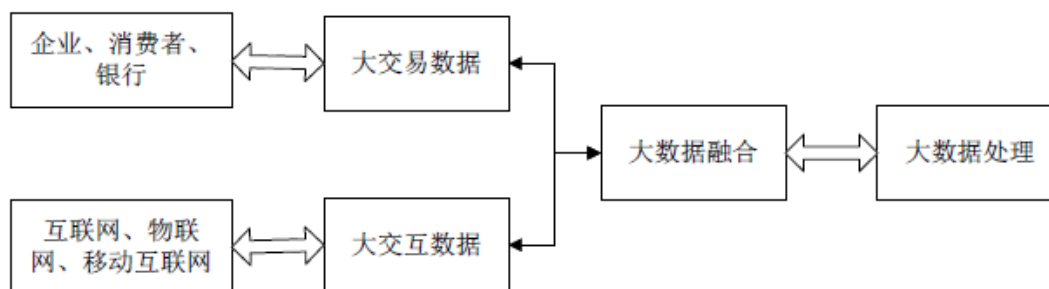 企业、消费者、
银行
大交易数据
大数据融合
大数据处理
互联网、物联
网、移动互联网
大交互数据